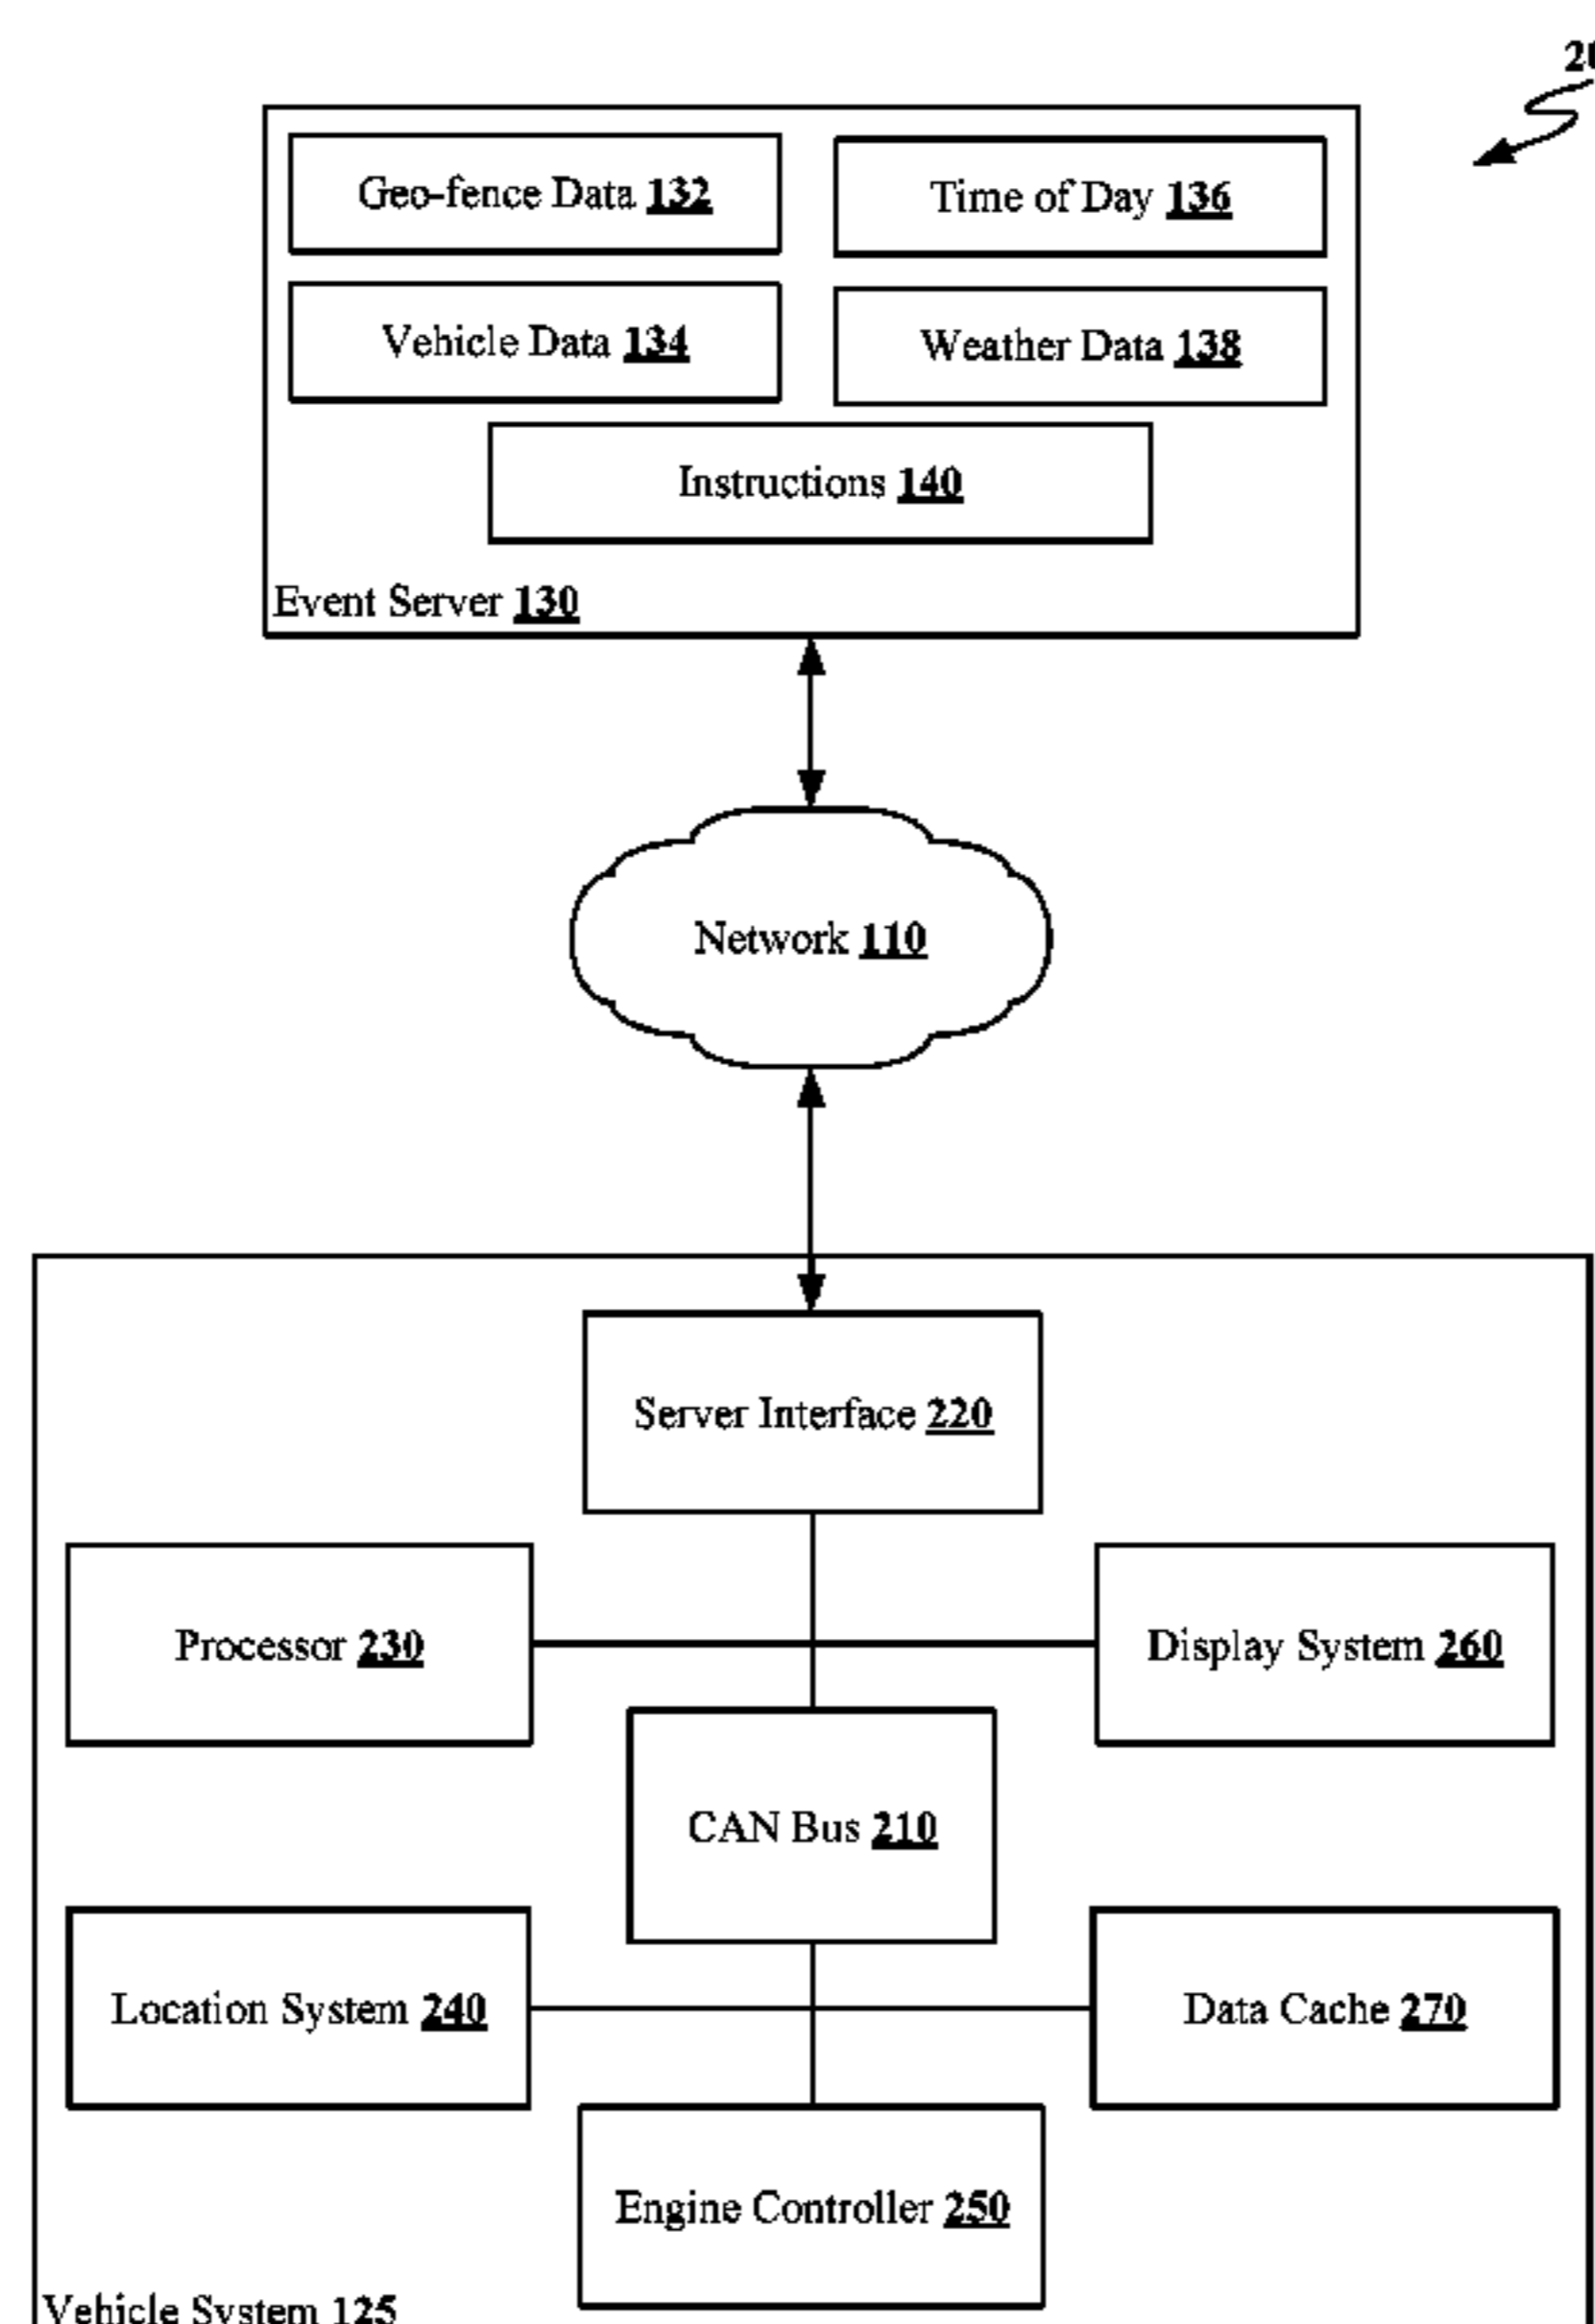 Geo-fence Data 132
Time of Day 136
Vehicle Data 134
Weather Data 138
Instructions 140
Event Server 130
Network 110
Server Interface 220
Processor 230
Display System 260
CAN Bus 210
Location System 240
Data Cache 270
Engine Controller 250
Vehicle System 125